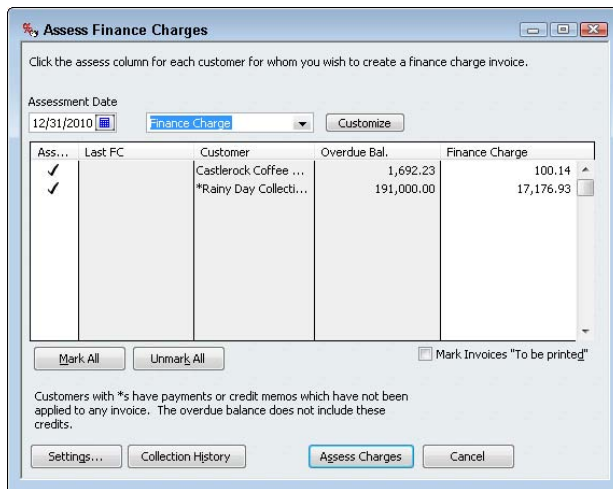 Assess Finance Charges
Click the assess column for each customer for whom you wish to create a finance charge invoice.
Assessment Date
12/31/2010 Finance Charge Customize
Ass... Last FC Customer Overdue Bal. Finance Charge
Castlerock Coffee ... 1,692.23 100.14
*Rainy Day Collecti... 191,000.00 17,176.93
Mark All Unmark All Mark Invoices "To be printed"
Customers with *s have payments or credit memos which have not been
applied to any invoice. The overdue balance does not include these
credits.
Settings... Collection History Assess Charges Cancel